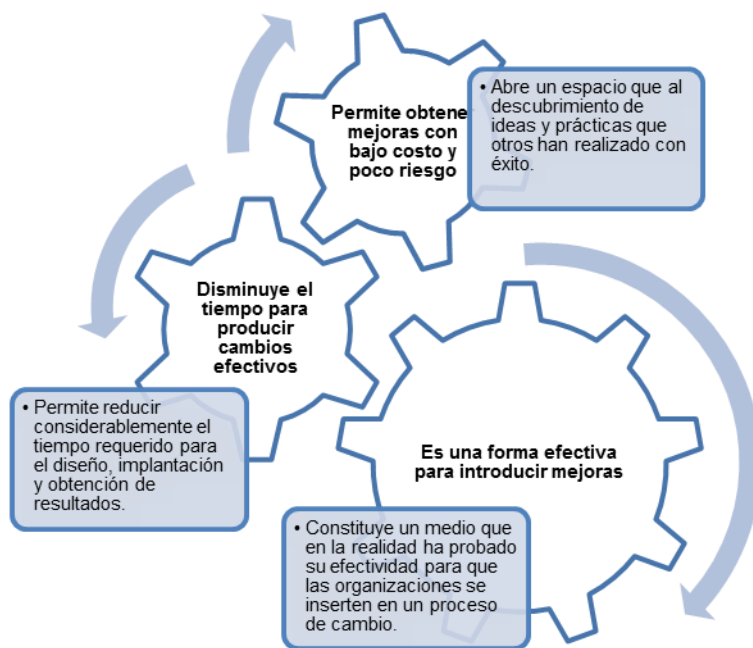 Permite obtene
mejoras con
bajo costo y
poco riesgo
• Abre un espacio que al
descubrimiento de
ideas y prácticas que
otros han realizado con
éxito.
Disminuye el
tiempo para
producir
cambios
efectivos
• Permite reducir
considerablemente el
tiempo requerido para
el diseño, implantación
y obtención de
resultados.
Es una forma efectiva
para introducir mejoras
• Constituye un medio que
en la realidad ha probado
su efectividad para que
las organizaciones se
inserten en un proceso
de cambio.